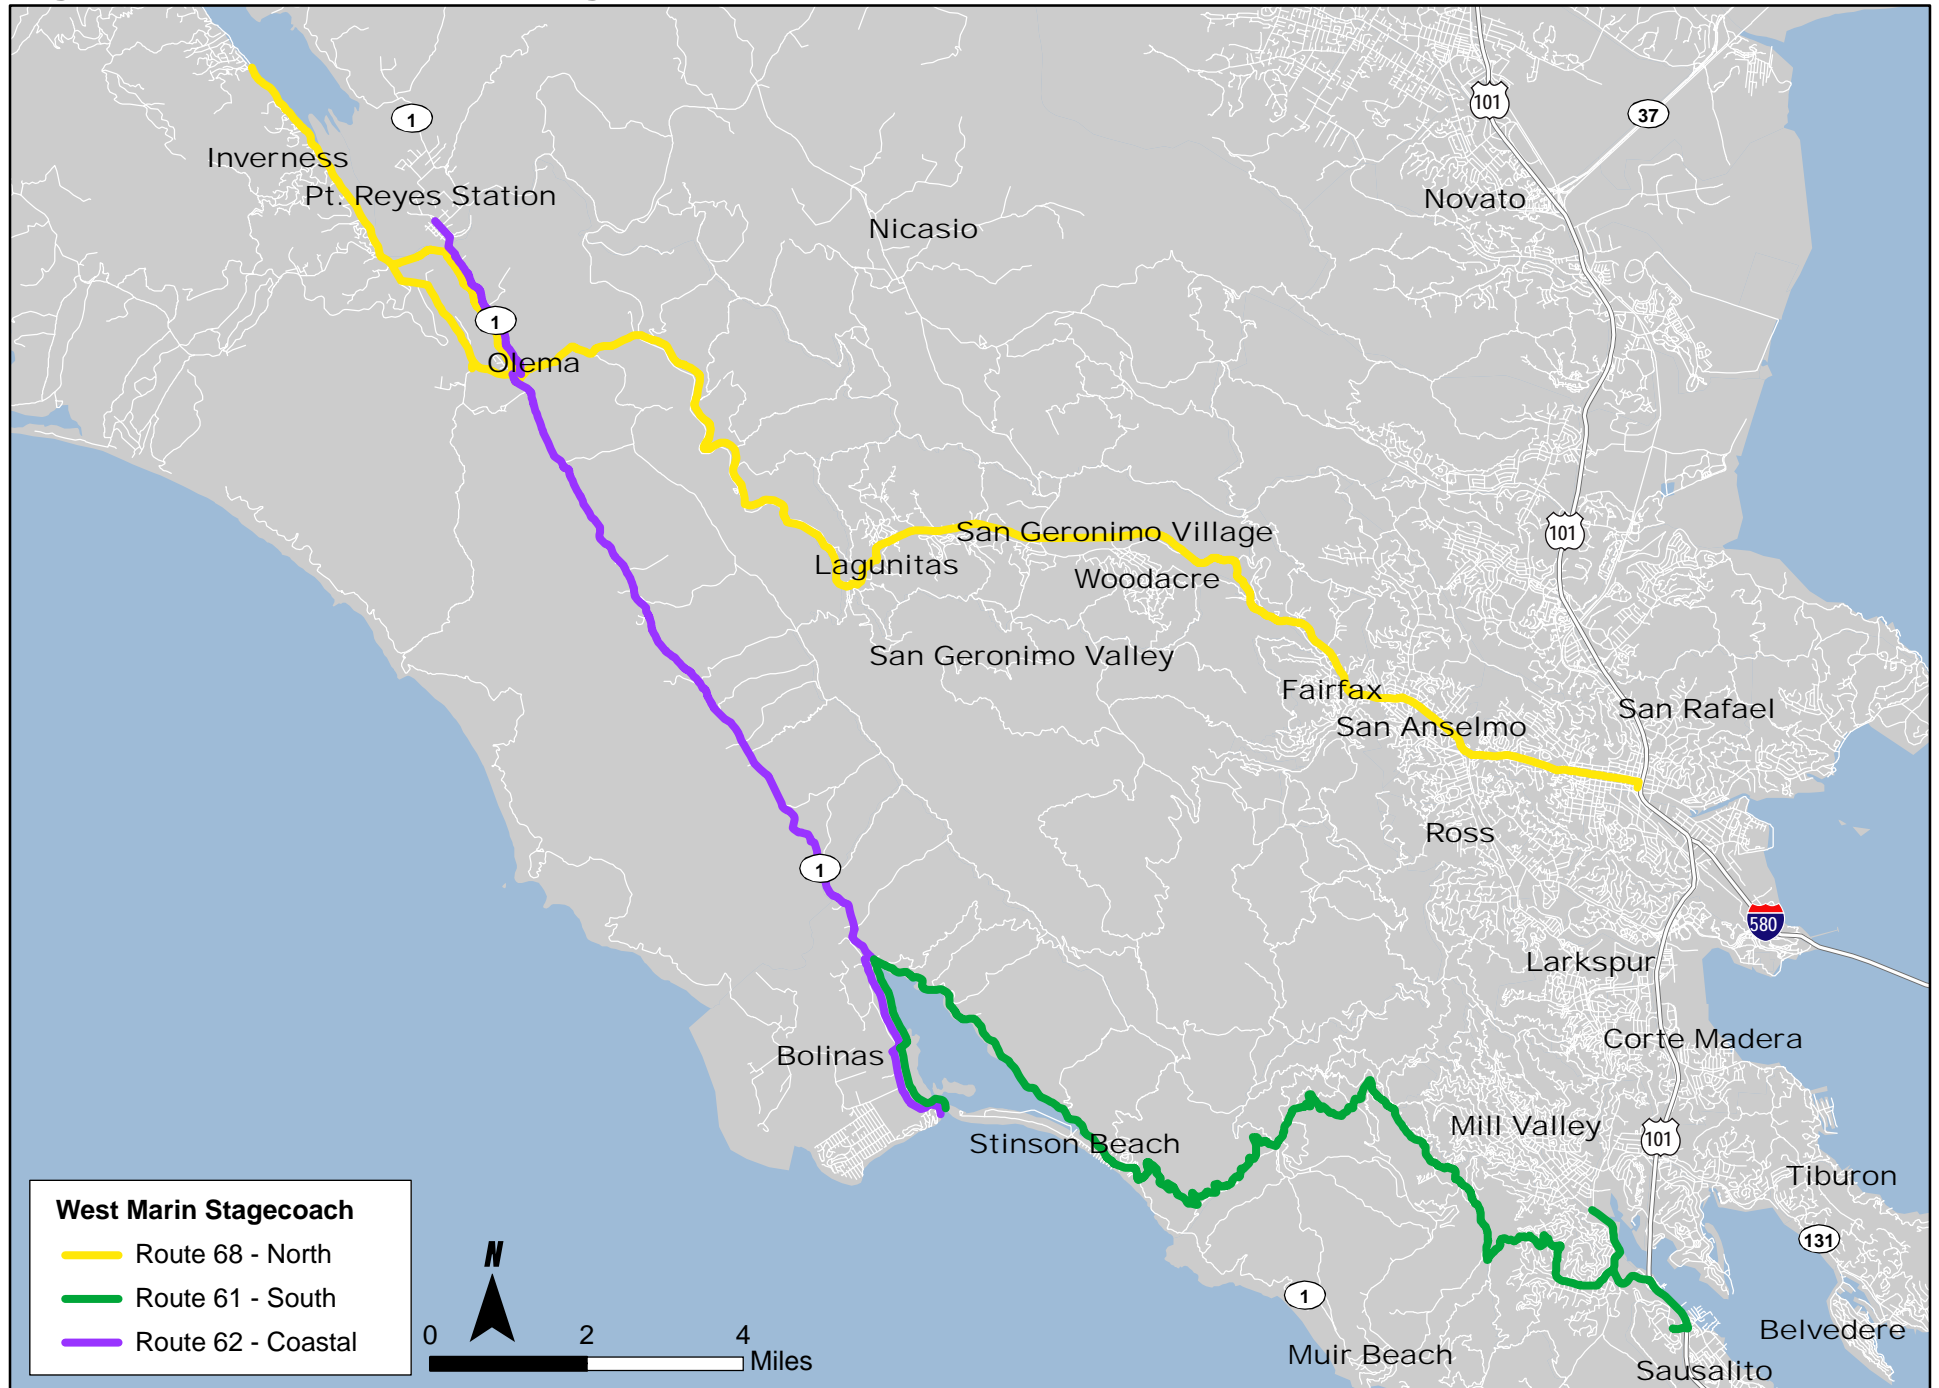 1
101
37
Inverness
Pt. Reyes Station
Novato
Nicasio
1
Olema
101
San Geronimo Village
Lagunitas
Woodacre
San Geronimo Valley
Fairfax
San Rafael
San Anselmo
Ross
1
580
Larkspur
Corte Madera
Bolinas
Mill Valley
101
Stinson Beach
Tiburon
131
1
Belvedere
Muir Beach
Sausalito
West Marin Stagecoach
Route 68 - North
Route 61 - South
Route 62 - Coastal
N
0 2 4
Miles